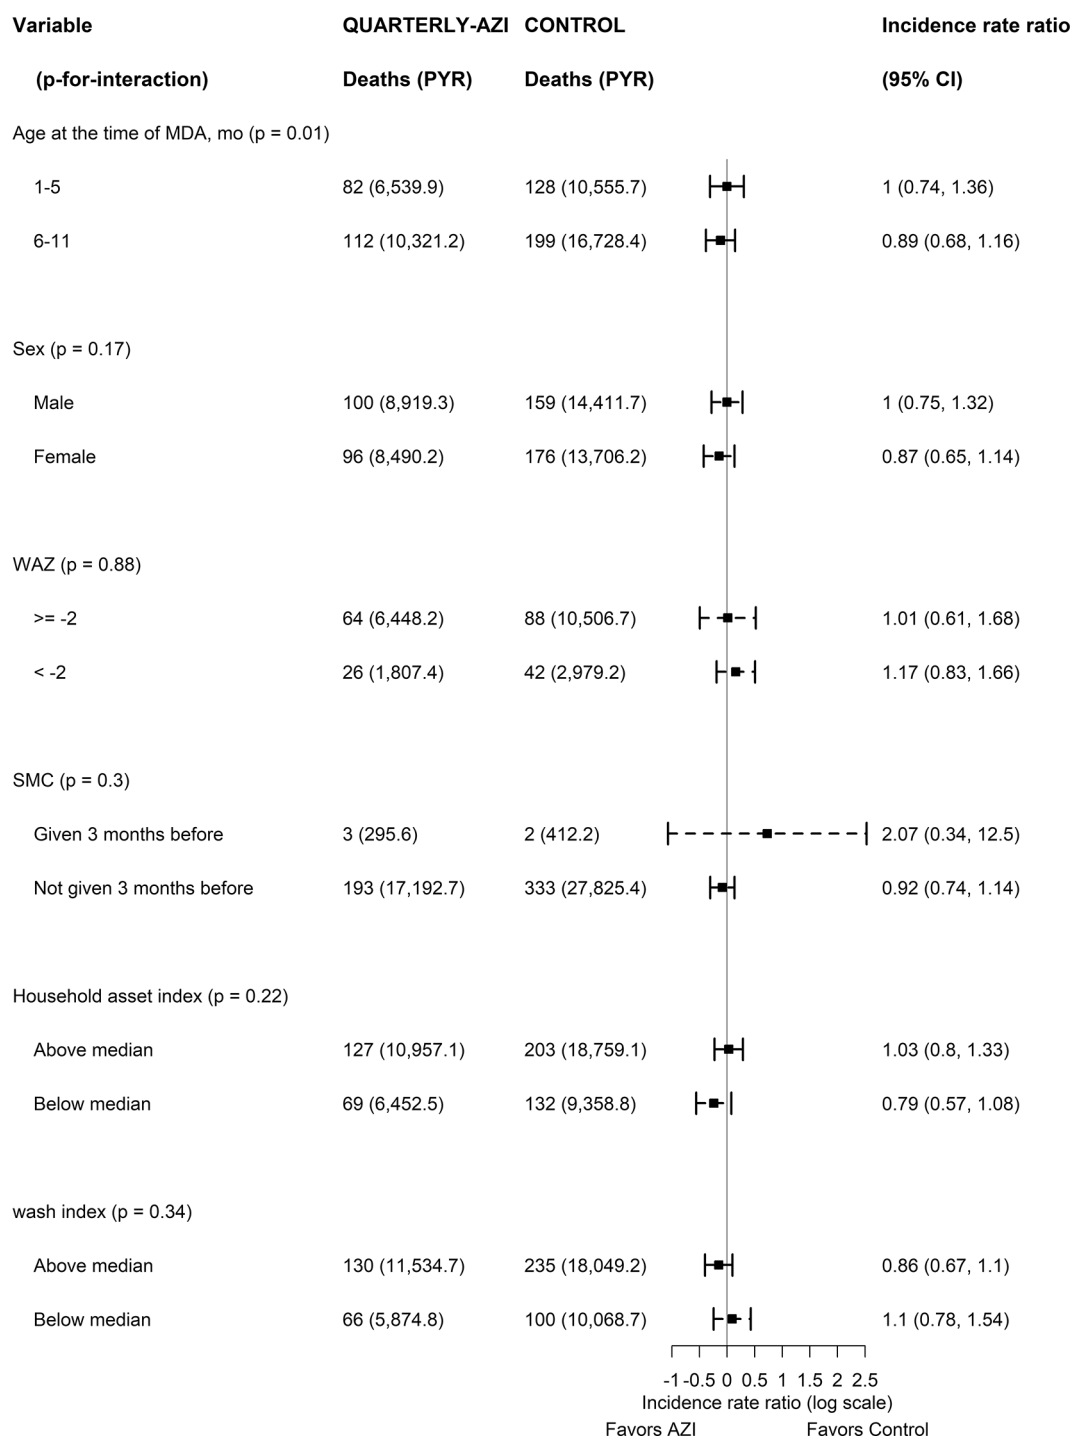 Variable QUARTERLY-AZI CONTROL Incidence rate ratio
(p-for-interaction) Deaths (PYR) Deaths (PYR) (95% CI)
Age at the time of MDA, mo (p = 0.01)
1-5 82 (6,539.9) 128 (10,555.7) 1 (0.74, 1.36)
6-11 112 (10,321.2) 199 (16,728.4) 0.89 (0.68, 1.16)
Sex (p = 0.17)
Male 100 (8,919.3) 159 (14,411.7) 1 (0.75, 1.32)
Female 96 (8,490.2) 176 (13,706.2) 0.87 (0.65, 1.14)
WAZ (p = 0.88)
>= -2 64 (6,448.2) 88 (10,506.7) 1.01 (0.61, 1.68)
< -2 26 (1,807.4) 42 (2,979.2) 1.17 (0.83, 1.66)
SMC (p = 0.3)
Given 3 months before 3 (295.6) 2 (412.2) 2.07 (0.34, 12.5)
Not given 3 months before 193 (17,192.7) 333 (27,825.4) 0.92 (0.74, 1.14)
Household asset index (p = 0.22)
Above median 127 (10,957.1) 203 (18,759.1) 1.03 (0.8, 1.33)
Below median 69 (6,452.5) 132 (9,358.8) 0.79 (0.57, 1.08)
wash index (p = 0.34)
Above median 130 (11,534.7) 235 (18,049.2) 0.86 (0.67, 1.1)
Below median 66 (5,874.8) 100 (10,068.7) 1.1 (0.78, 1.54)
-1 -0.5 0 0.5 1 1.5 2 2.5
Incidence rate ratio (log scale)
Favors AZI Favors Control